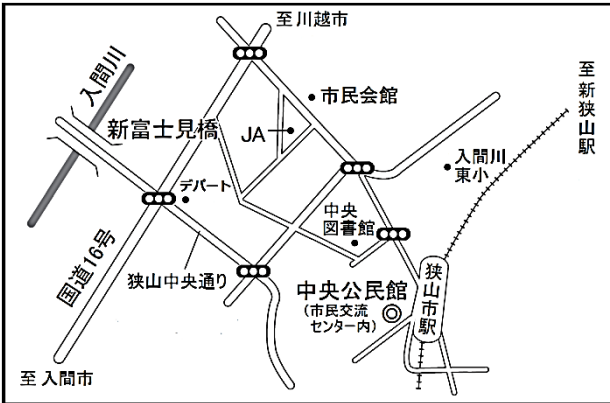 至川越市
入間川
新富士見橋
市民会館
JA
至新狭山駅
入間川
東小
デパート
中央
図書館
国道16号
狭山中央通り
中央公民館
(市民交流
センター内)
狭山市駅
至入間市